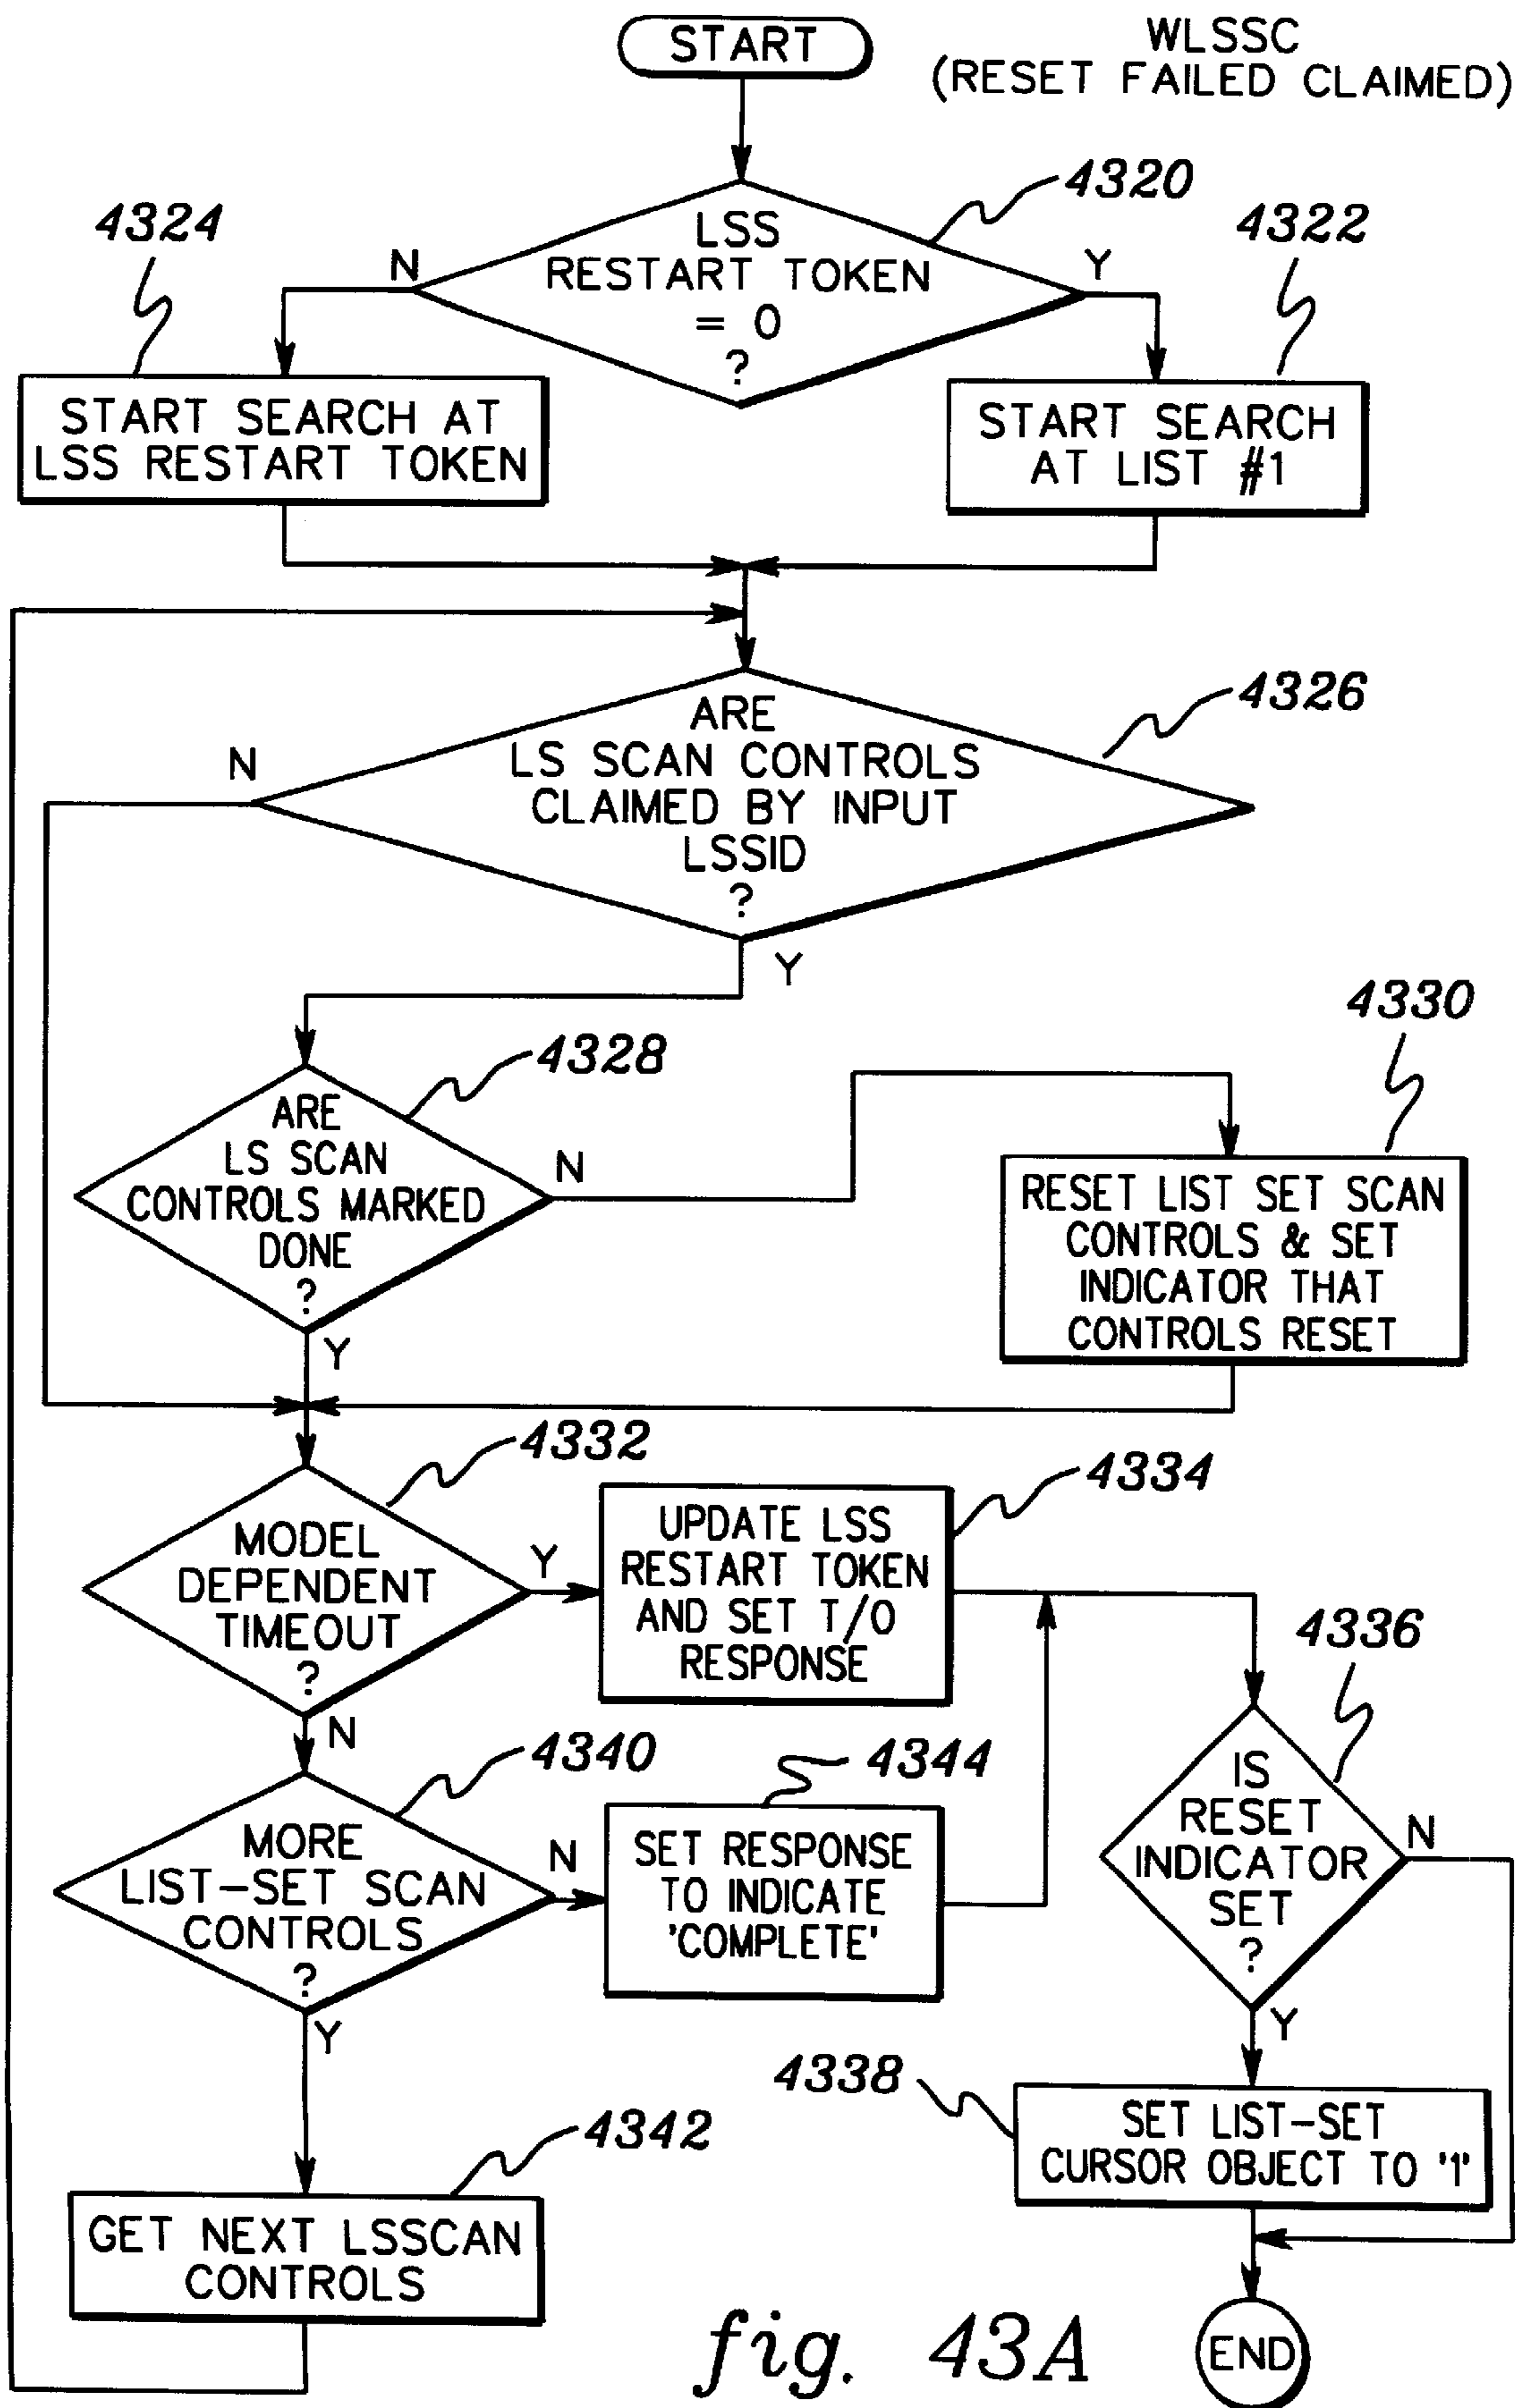 START
WLSSC
(RESET FAILED CLAIMED)
4320
4324
4322
LSS
RESTART TOKEN
= 0
?
N
Y
START SEARCH AT
LSS RESTART TOKEN
START SEARCH
AT LIST #1
4326
ARE
LS SCAN CONTROLS
CLAIMED BY INPUT
LSSID
?
N
Y
4330
4328
ARE
LS SCAN
CONTROLS MARKED
DONE
?
N
Y
RESET LIST SET SCAN
CONTROLS & SET
INDICATOR THAT
CONTROLS RESET
4332
4334
MODEL
DEPENDENT
TIMEOUT
?
Y
N
UPDATE LSS
RESTART TOKEN
AND SET T/O
RESPONSE
4336
4340
4344
IS
RESET
INDICATOR
SET
?
N
Y
MORE
LIST-SET SCAN
CONTROLS
?
N
Y
SET RESPONSE
TO INDICATE
'COMPLETE'
4338
SET LIST-SET
CURSOR OBJECT TO '1'
4342
GET NEXT LSSCAN
CONTROLS
END
fig. 43A